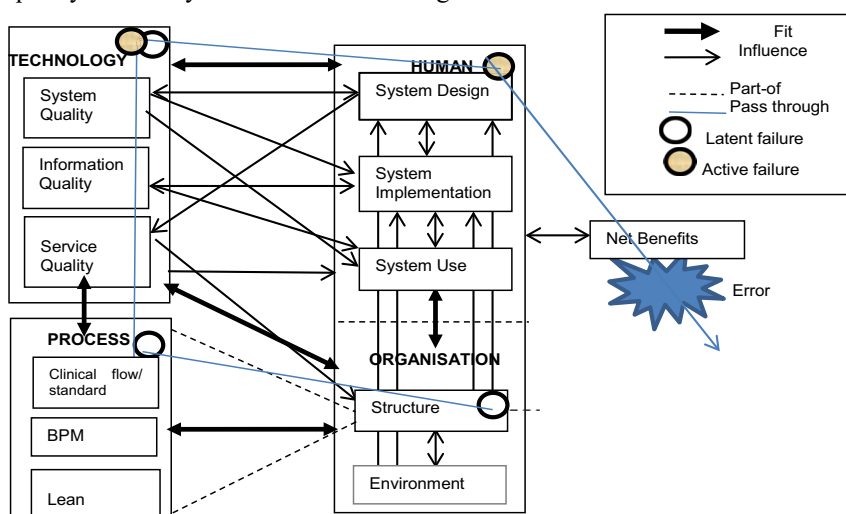 TECHNOLOGY
System
Quality
Information
Quality
Service
Quality
PROCESS
Clinical flow/
standard
BPM
Lean
HUMAN
System Design
System
Implementation
System Use
ORGANISATION
Structure
Environment
Net Benefits
Error
Fit
Influence
Part-of
Pass through
Latent failure
Active failure